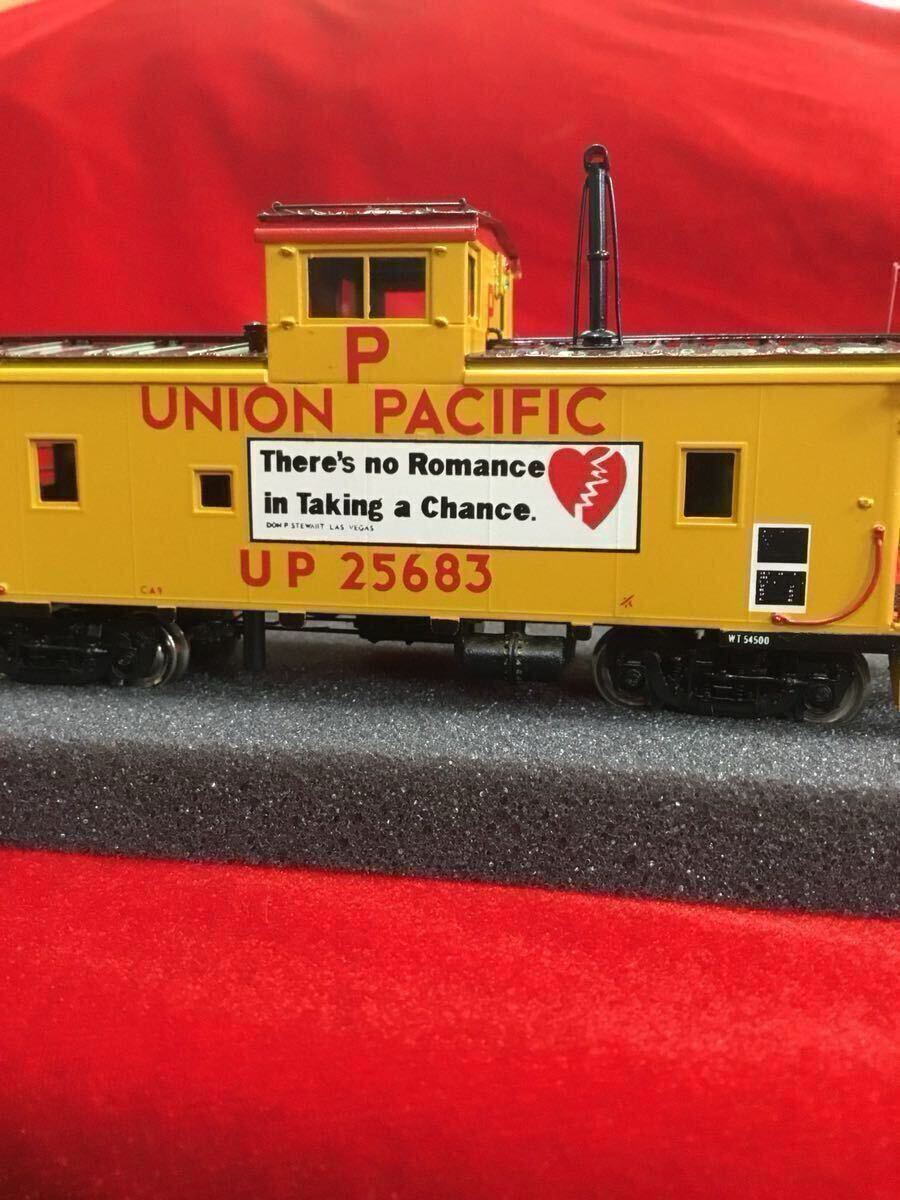 P
UNION PACIFIC
There's no Romance
in Taking a Chance.
DON P STEWART LAS VEGAS
UP 25683
CA9
WT 54500